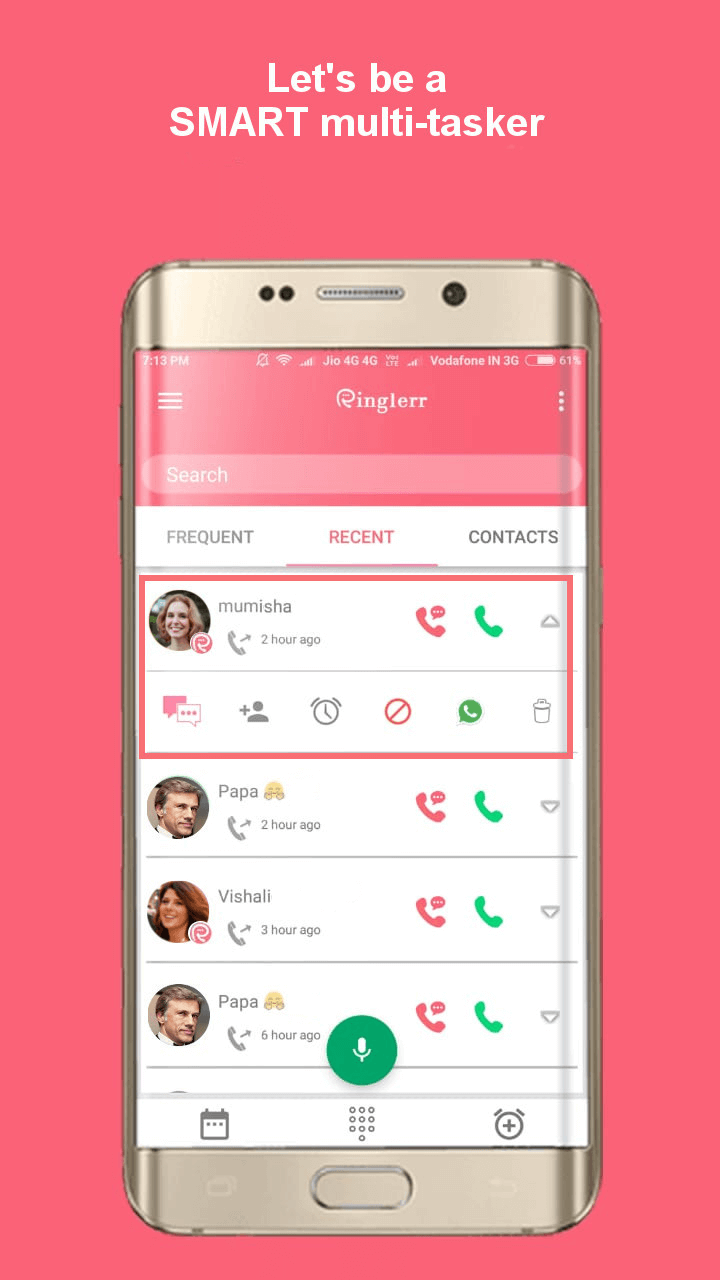 Let's be a
SMART multi-tasker
7:13 PM Jio 4G 4G VoLTE Vodafone IN 3G 61%
Ringlerr
Search
FREQUENT RECENT CONTACTS
mumisha
2 hour ago
Papa 🤗
2 hour ago
Vishali
3 hour ago
Papa 🤗
6 hour ago